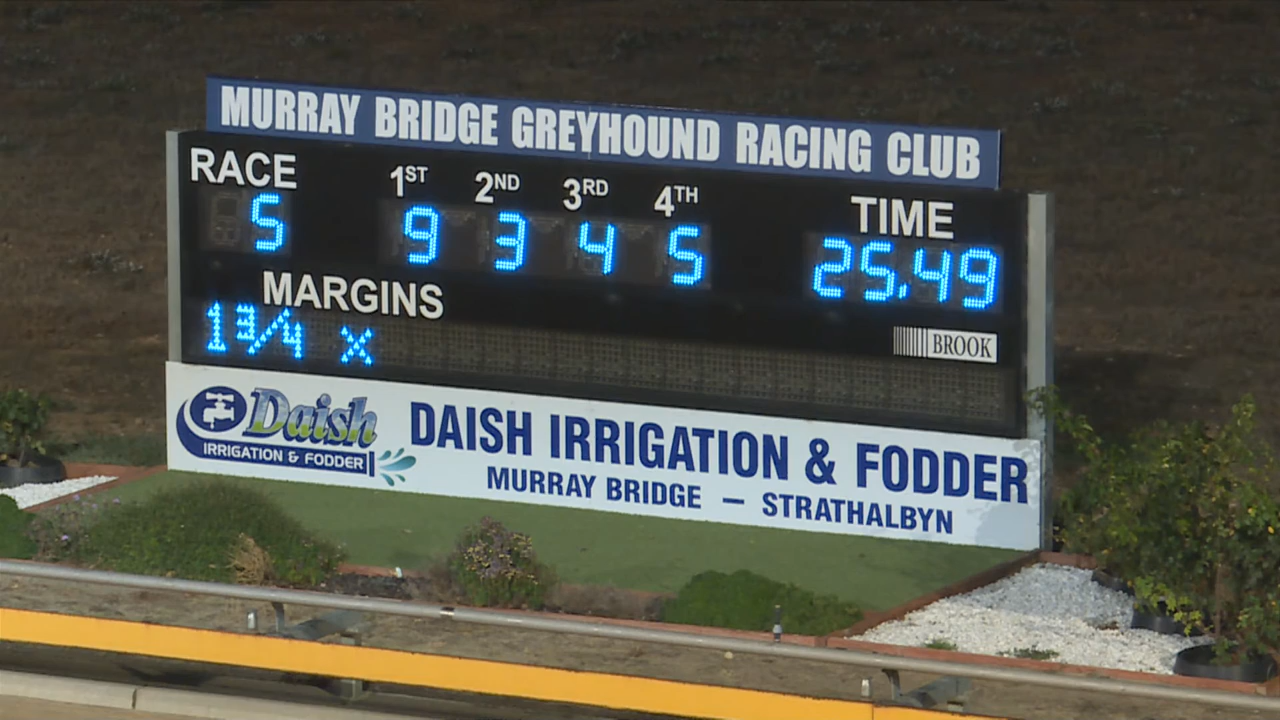 MURRAY BRIDGE GREYHOUND RACING CLUB
RACE 1ST 2ND 3RD 4TH TIME
5 9 3 4 5 25.49
MARGINS
1 3/4 x
BROOK
Daish
IRRIGATION & FODDER
DAISH IRRIGATION & FODDER
MURRAY BRIDGE – STRATHALBYN